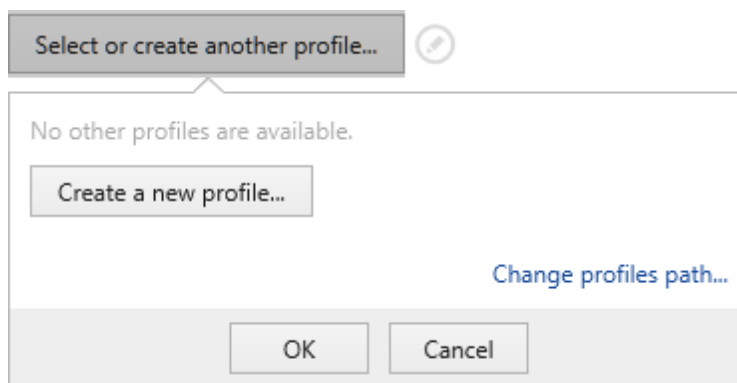 Select or create another profile...
No other profiles are available.
Create a new profile...
Change profiles path...
OK
Cancel